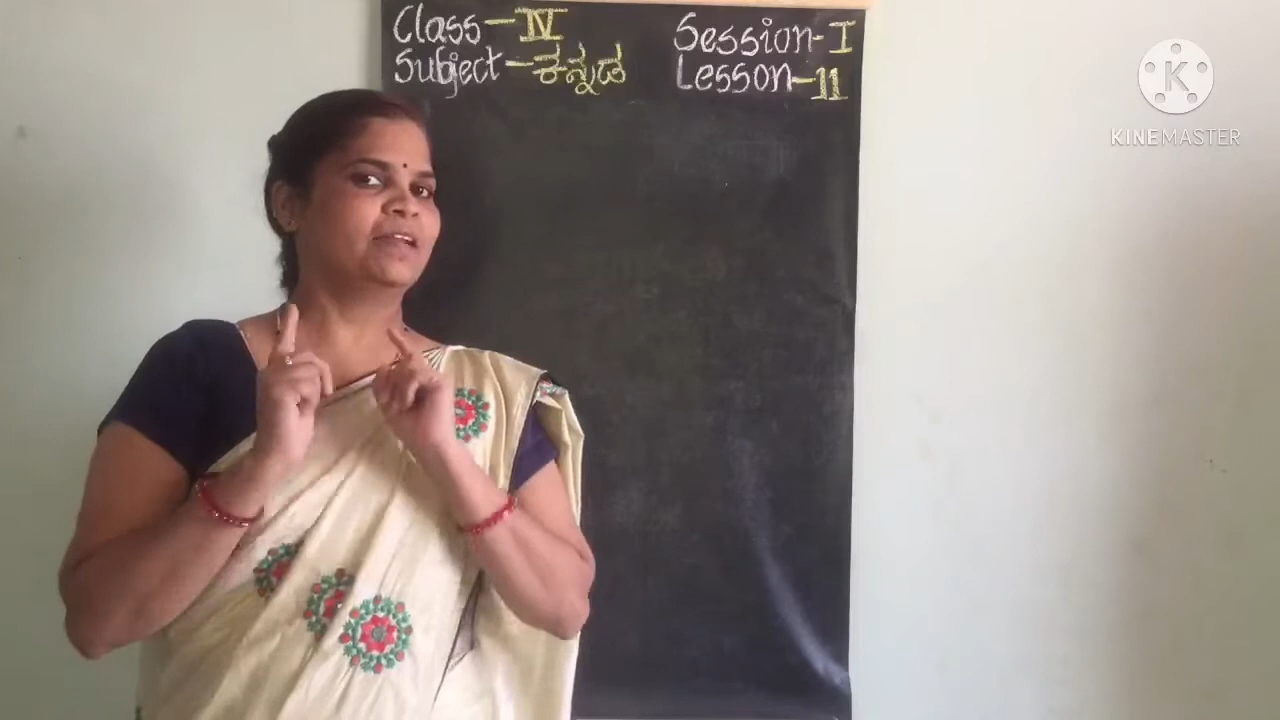 Class-IV
Subject-ಕನ್ನಡ
Session-I
Lesson-11
K
KINEMASTER